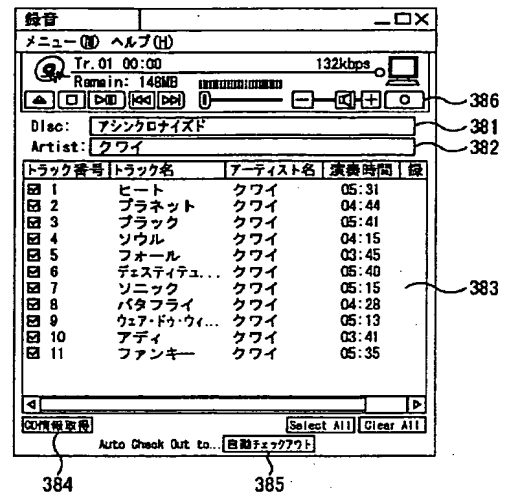 録音
メニュー(M) ヘルプ(H)
Tr.01 00:00 132kbps
Remain: 148MB
386
Disc: アシンクロナイズド 381
Artist: クワイ 382
トラック番号 トラック名 アーティスト名 演奏時間 録
1 ヒート クワイ 05:31
2 プラネット クワイ 04:44
3 ブラック クワイ 05:41
4 ソウル クワイ 04:15
5 フォール クワイ 03:45
6 デェスティテュ... クワイ 05:40
7 ソニック クワイ 05:15
383
8 バタフライ クワイ 04:28
9 ウェア・ドゥ・ウィ... クワイ 05:13
10 アディ クワイ 03:41
11 ファンキー クワイ 05:35
CD情報取得 Select All Clear All
Auto Check Out to... 自動チェックアウト
384 385